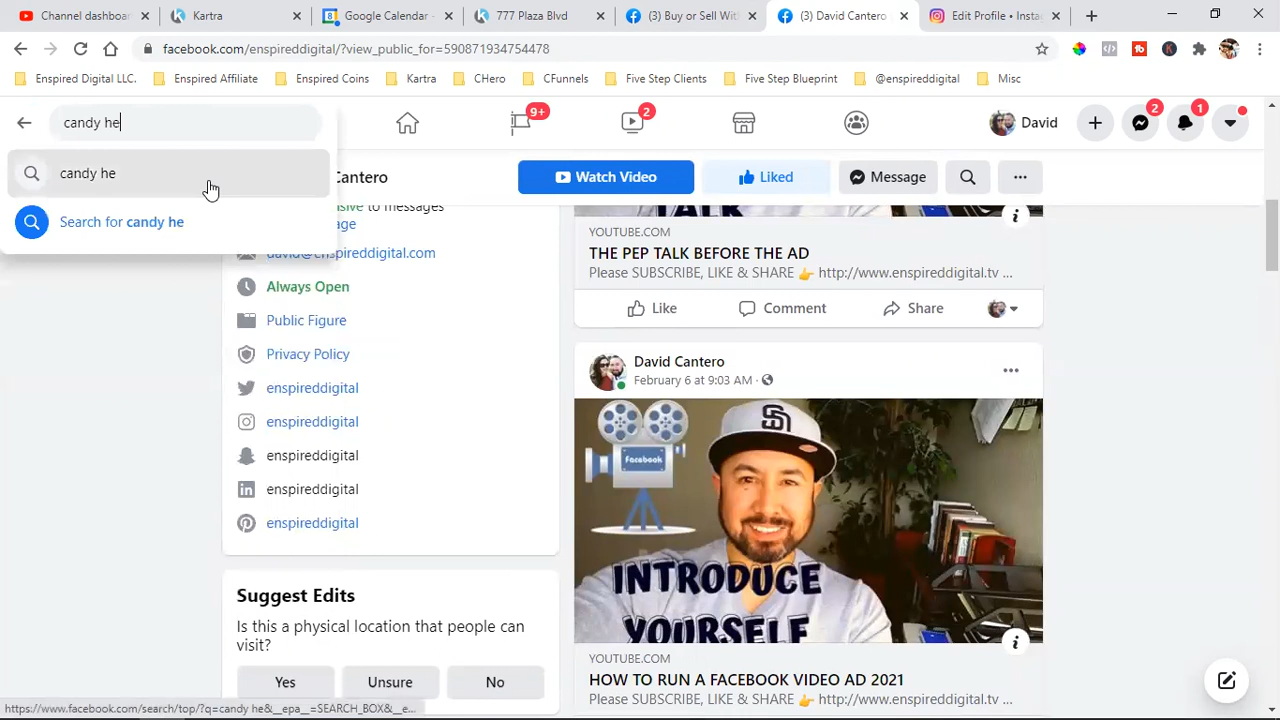 Channel dashboa
Kartra
Google Calendar -
777 Plaza Blvd
(3) Buy or Sell Wit
(3) David Cantero
Edit Profile • Insta
facebook.com/enspireddigital/?view_public_for=590871934754478
Enspired Digital LLC.
Enspired Affiliate
Enspired Coins
Kartra
CHero
CFunnels
Five Step Clients
Five Step Blueprint
@enspireddigital
Misc
candy he
9+
2
David
2
1
candy he
Search for candy he
Cantero
Watch Video
Liked
Message
to messages
age
david@enspireddigital.com
Always Open
Public Figure
Privacy Policy
enspireddigital
enspireddigital
enspireddigital
enspireddigital
enspireddigital
Suggest Edits
Is this a physical location that people can
visit?
Yes
Unsure
No
YOUTUBE.COM
THE PEP TALK BEFORE THE AD
Please SUBSCRIBE, LIKE & SHARE 👉 http://www.enspireddigital.tv ...
Like
Comment
Share
David Cantero
February 6 at 9:03 AM ·
Facebook
SD
INTRODUCE
YOURSELF
YOUTUBE.COM
HOW TO RUN A FACEBOOK VIDEO AD 2021
Please SUBSCRIBE, LIKE & SHARE 👉 http://www.enspireddigital.tv ...
https://www.facebook.com/search/top/?q=candy he&__epa__=SEARCH_BOX&__e...